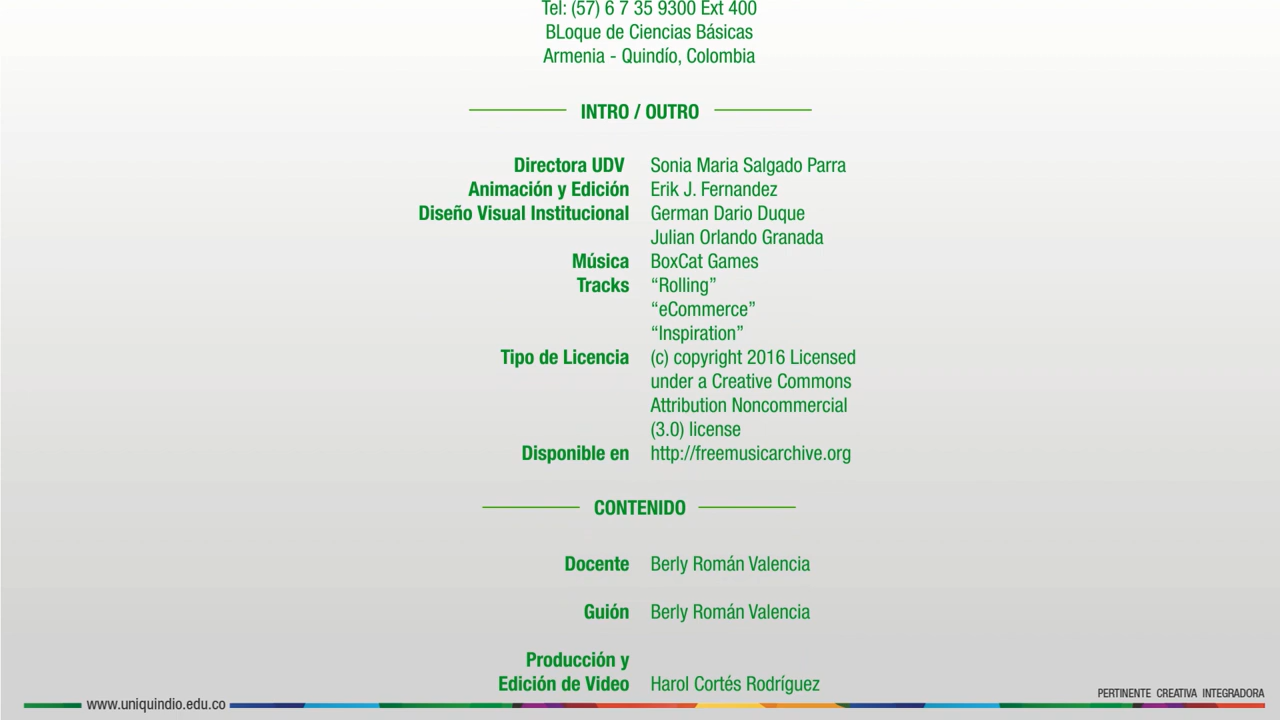 Tel: (57) 6 7 35 9300 Ext 400
BLoque de Ciencias Básicas
Armenia - Quindío, Colombia
INTRO / OUTRO
Directora UDV Sonia Maria Salgado Parra
Animación y Edición Erik J. Fernandez
Diseño Visual Institucional German Dario Duque
Julian Orlando Granada
Música BoxCat Games
Tracks “Rolling”
“eCommerce”
“Inspiration”
Tipo de Licencia (c) copyright 2016 Licensed
under a Creative Commons
Attribution Noncommercial
(3.0) license
Disponible en http://freemusicarchive.org
CONTENIDO
Docente Berly Román Valencia
Guión Berly Román Valencia
Producción y
Edición de Video Harol Cortés Rodríguez
www.uniquindio.edu.co
PERTINENTE CREATIVA INTEGRADORA